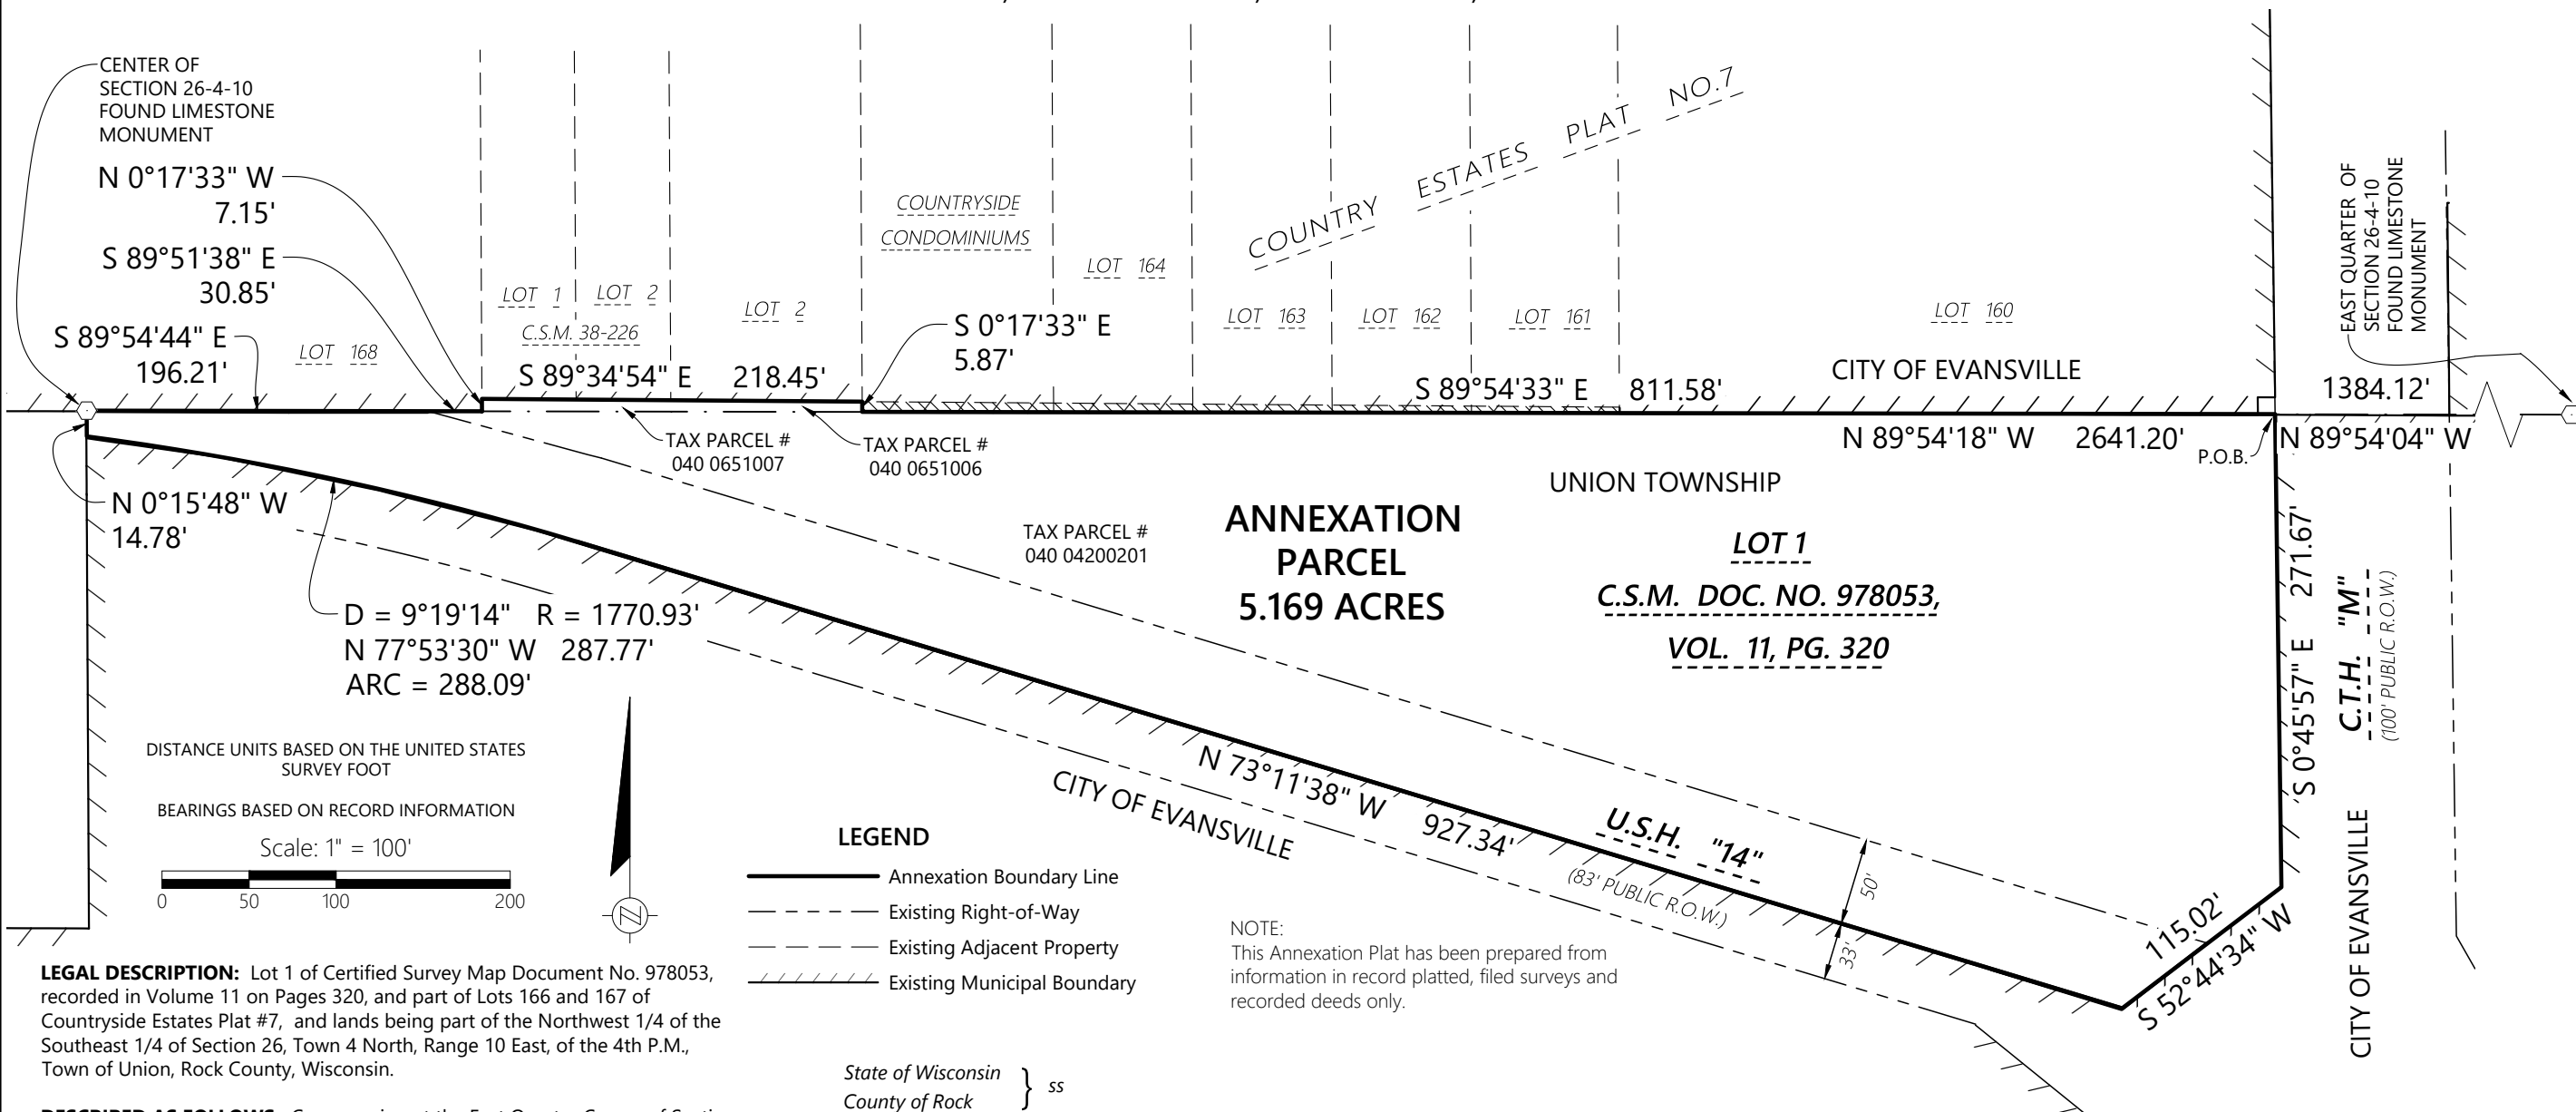 CENTER OF
SECTION 26-4-10
FOUND LIMESTONE
MONUMENT
N 0°17'33" W
7.15'
S 89°51'38" E
30.85'
S 89°54'44" E
196.21'
LOT 168
LOT 1
LOT 2
C.S.M. 38-226
LOT 2
COUNTRYSIDE
CONDOMINIUMS
LOT 164
LOT 163
LOT 162
LOT 161
LOT 160
COUNTRY ESTATES PLAT NO.7
S 0°17'33" E
5.87'
S 89°34'54" E 218.45'
S 89°54'33" E 811.58'
CITY OF EVANSVILLE
EAST QUARTER OF
SECTION 26-4-10
FOUND LIMESTONE
MONUMENT
1384.12'
N 89°54'18" W 2641.20'
N 89°54'04" W
P.O.B.
TAX PARCEL #
040 0651007
TAX PARCEL #
040 0651006
UNION TOWNSHIP
N 0°15'48" W
14.78'
TAX PARCEL #
040 04200201
ANNEXATION
PARCEL
5.169 ACRES
LOT 1
C.S.M. DOC. NO. 978053,
VOL. 11, PG. 320
S 0°45'57" E 271.67'
C.T.H. "M"
(100' PUBLIC R.O.W.)
D = 9°19'14" R = 1770.93'
N 77°53'30" W 287.77'
ARC = 288.09'
N 73°11'38" W 927.34'
CITY OF EVANSVILLE
U.S.H. "14"
(83' PUBLIC R.O.W.)
50'
33'
115.02'
S 52°44'34" W
CITY OF EVANSVILLE
DISTANCE UNITS BASED ON THE UNITED STATES
SURVEY FOOT
BEARINGS BASED ON RECORD INFORMATION
Scale: 1" = 100'
0 50 100 200
N
LEGEND
Annexation Boundary Line
Existing Right-of-Way
Existing Adjacent Property
Existing Municipal Boundary
NOTE:
This Annexation Plat has been prepared from
information in record platted, filed surveys and
recorded deeds only.
LEGAL DESCRIPTION: Lot 1 of Certified Survey Map Document No. 978053,
recorded in Volume 11 on Pages 320, and part of Lots 166 and 167 of
Countryside Estates Plat #7, and lands being part of the Northwest 1/4 of the
Southeast 1/4 of Section 26, Town 4 North, Range 10 East, of the 4th P.M.,
Town of Union, Rock County, Wisconsin.
State of Wisconsin
County of Rock } ss